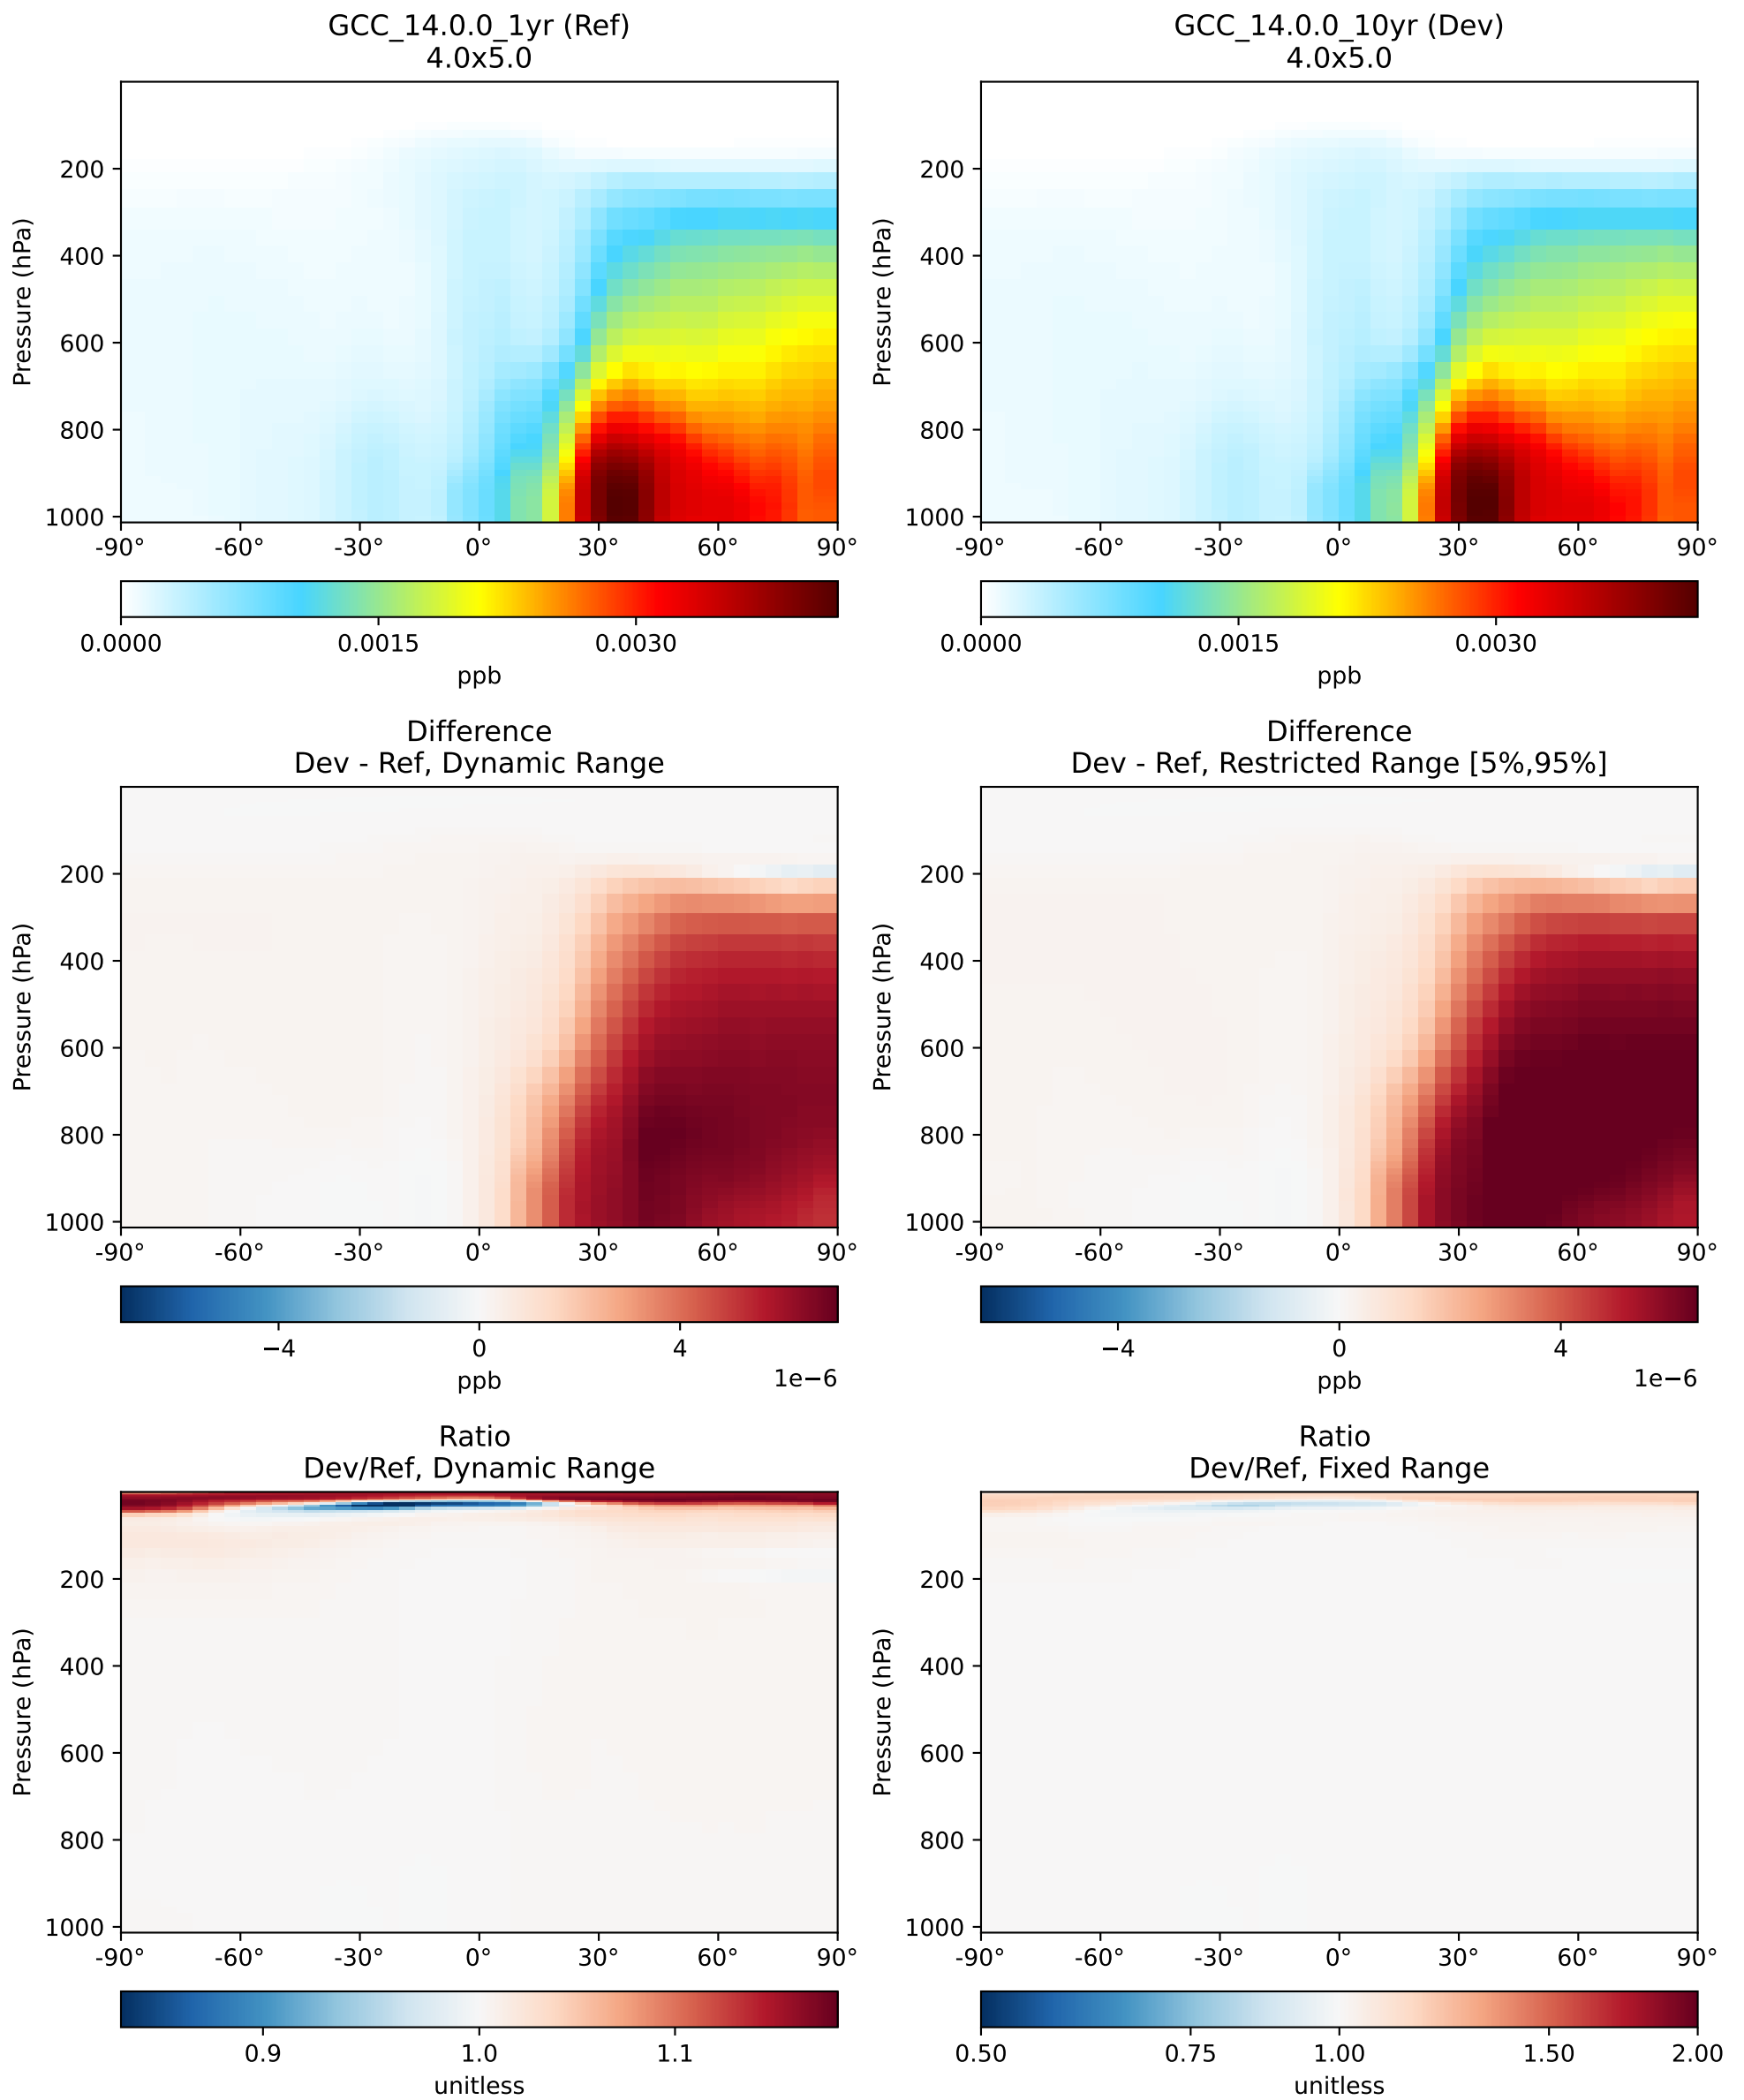 GCC_14.0.0_1yr (Ref)
4.0x5.0
Pressure (hPa)
200
400
600
800
1000
-90° -60° -30° 0° 30° 60° 90°
0.0000 0.0015 0.0030
ppb
GCC_14.0.0_10yr (Dev)
4.0x5.0
Pressure (hPa)
200
400
600
800
1000
-90° -60° -30° 0° 30° 60° 90°
0.0000 0.0015 0.0030
ppb
Difference
Dev - Ref, Dynamic Range
Pressure (hPa)
200
400
600
800
1000
-90° -60° -30° 0° 30° 60° 90°
−4 0 4
ppb 1e−6
Difference
Dev - Ref, Restricted Range [5%,95%]
Pressure (hPa)
200
400
600
800
1000
-90° -60° -30° 0° 30° 60° 90°
−4 0 4
ppb 1e−6
Ratio
Dev/Ref, Dynamic Range
Pressure (hPa)
200
400
600
800
1000
-90° -60° -30° 0° 30° 60° 90°
0.9 1.0 1.1
unitless
Ratio
Dev/Ref, Fixed Range
Pressure (hPa)
200
400
600
800
1000
-90° -60° -30° 0° 30° 60° 90°
0.50 0.75 1.00 1.50 2.00
unitless